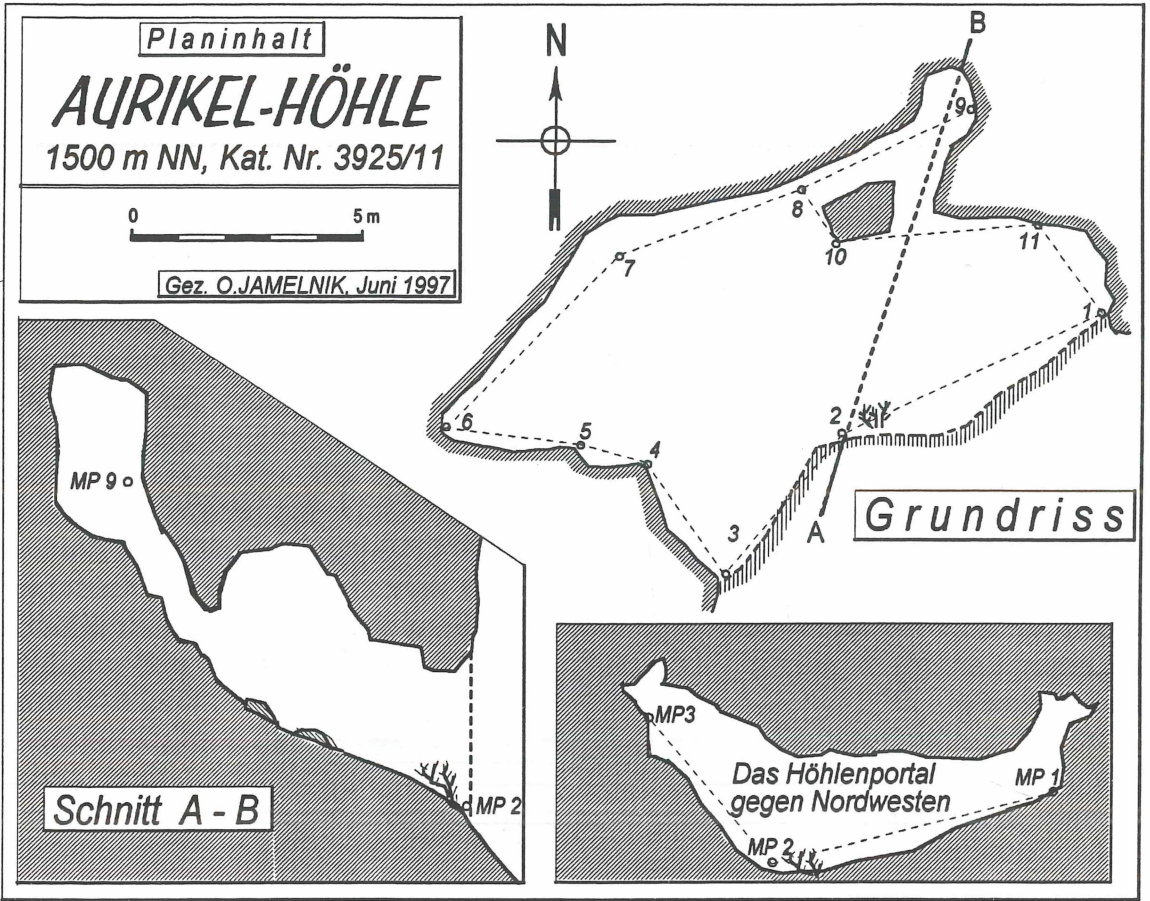 Planinhalt
AURIKEL-HÖHLE
1500 m NN, Kat. Nr. 3925/11
0 5 m
Gez. O.JAMELNIK, Juni 1997
N
B
9
8
10
11
7
1
2
6
5
4
3
A
Grundriss
MP 9
MP 2
Schnitt A - B
MP3
Das Höhlenportal
gegen Nordwesten
MP 1
MP 2